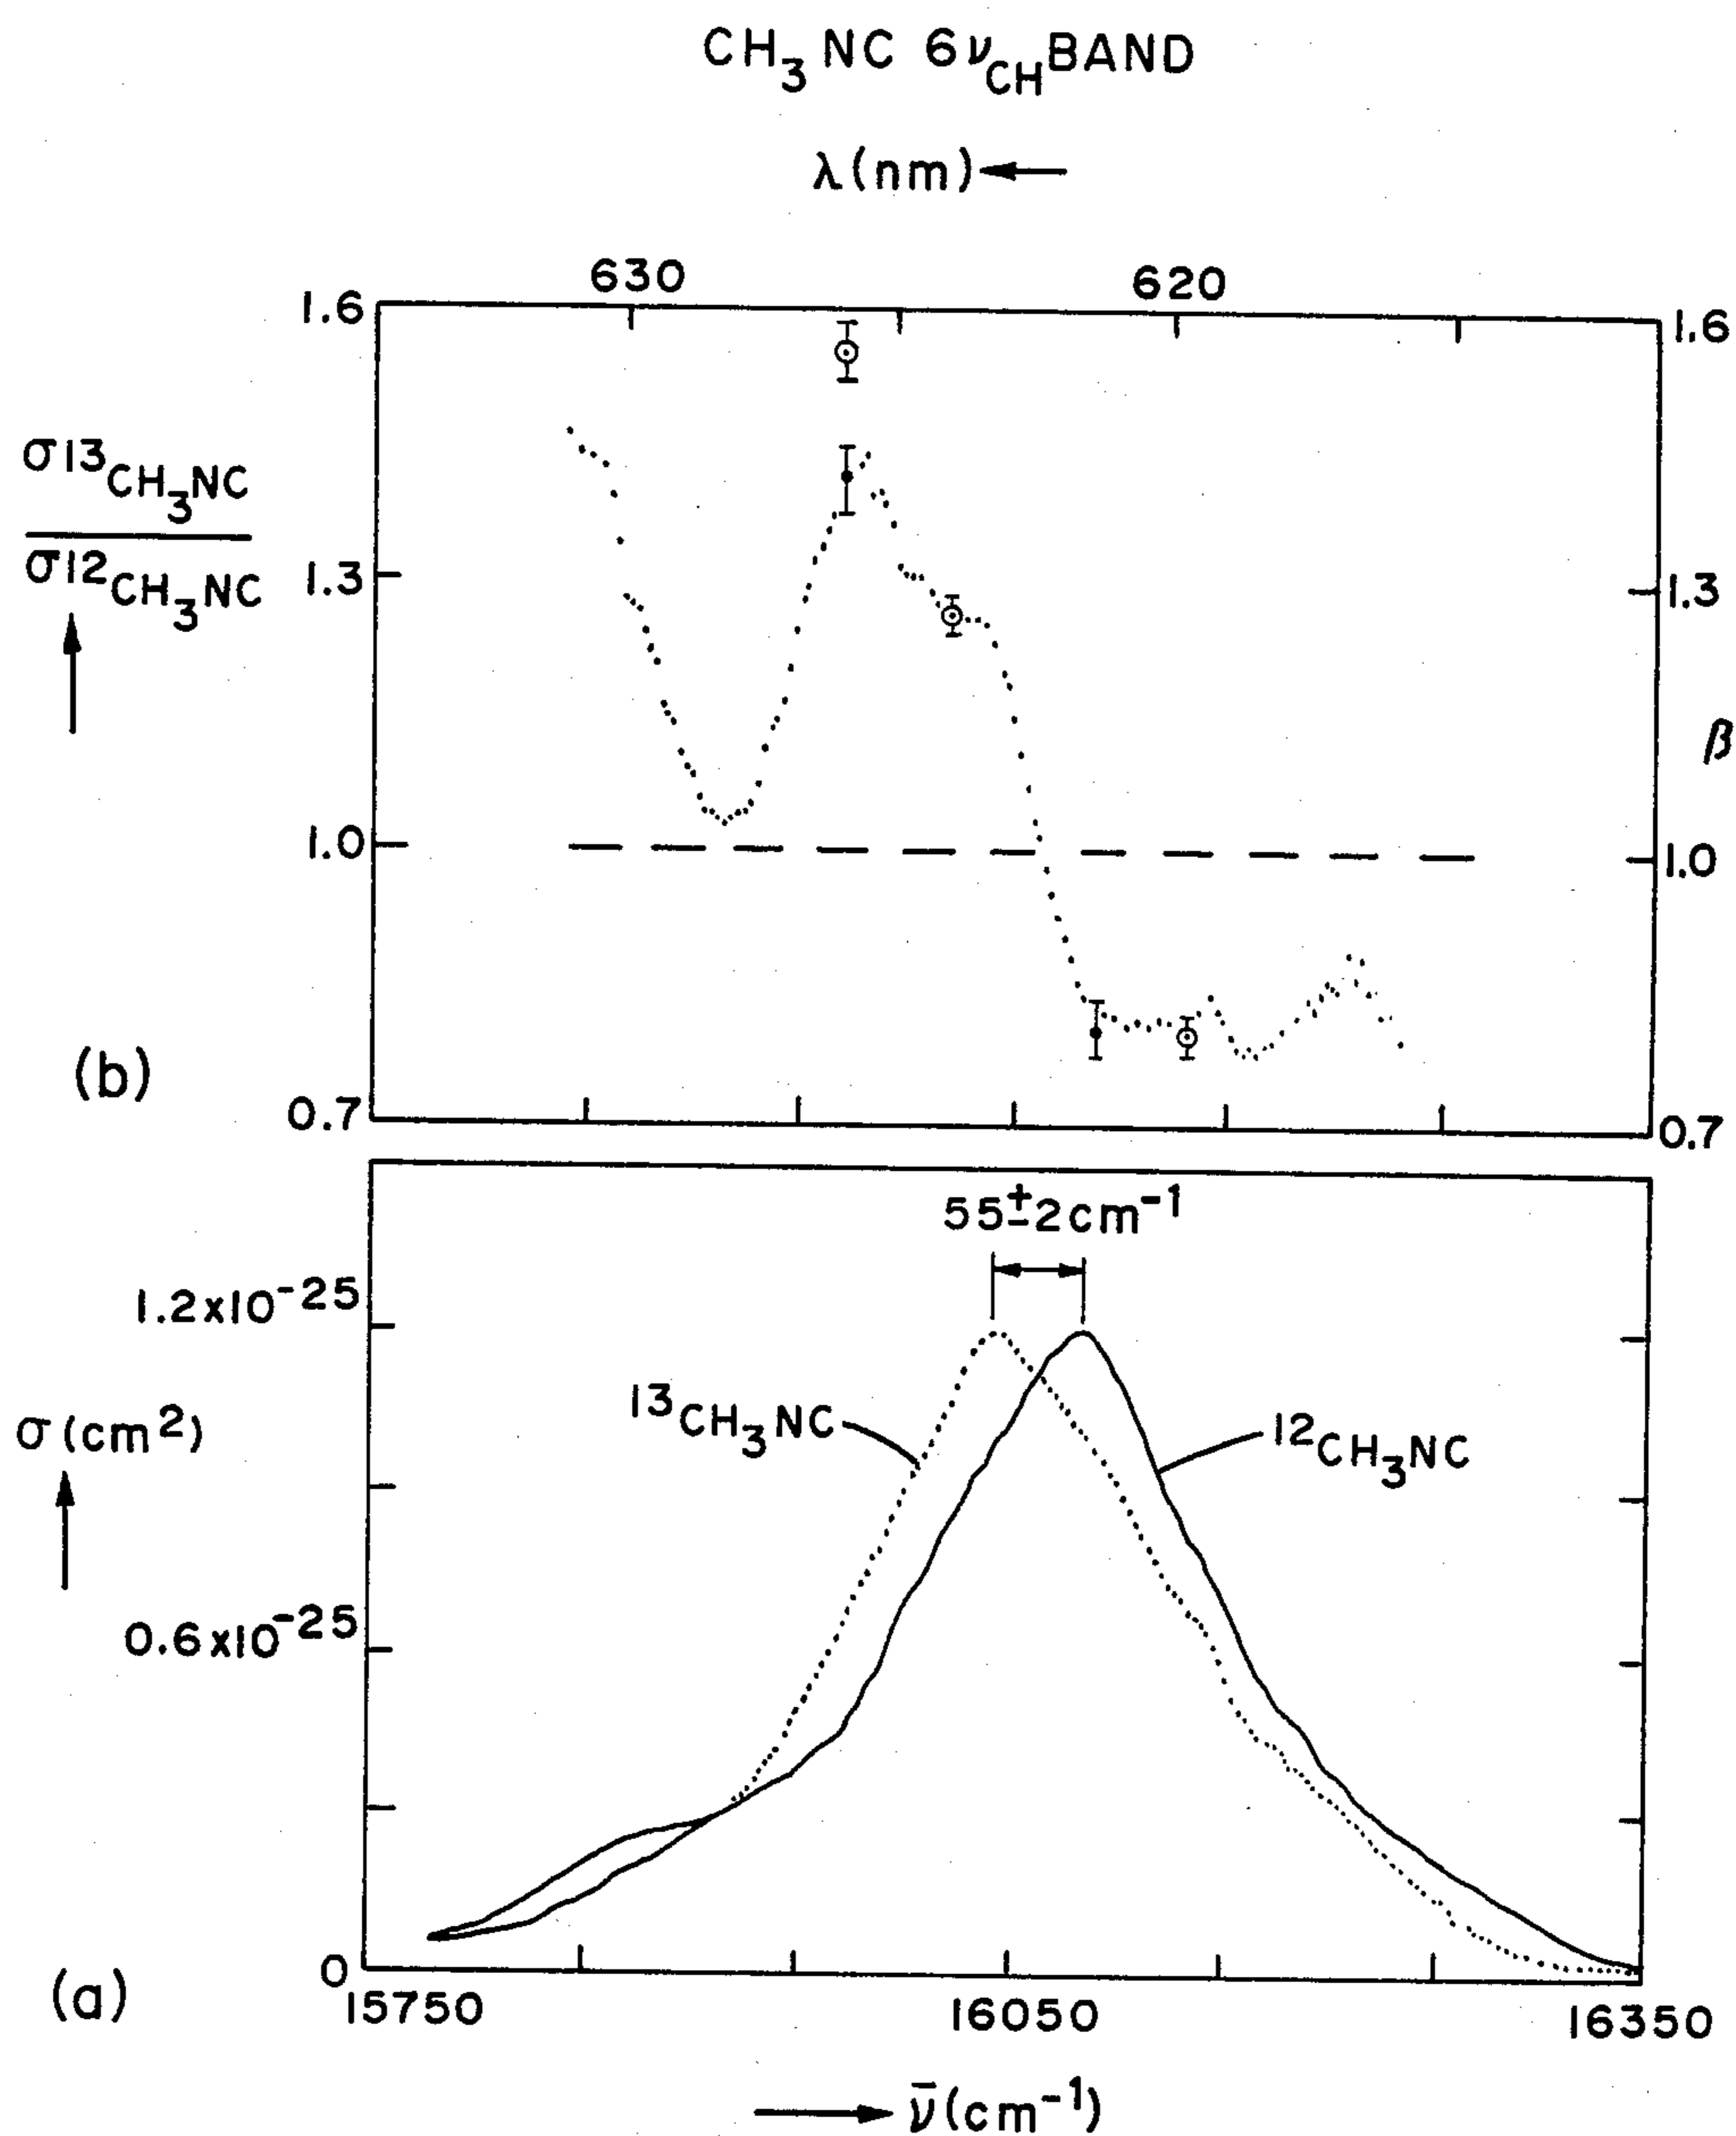 CH3NC 6νCH BAND
λ(nm) ←
630 620
1.6 1.6
σ13CH3NC
σ12CH3NC
1.3 1.3
β
1.0 1.0
(b)
0.7 0.7
55±2cm-1
1.2x10-25
13CH3NC
12CH3NC
σ(cm2)
0.6x10-25
0
(a)
15750 16050 16350
→ ν̄(cm-1)